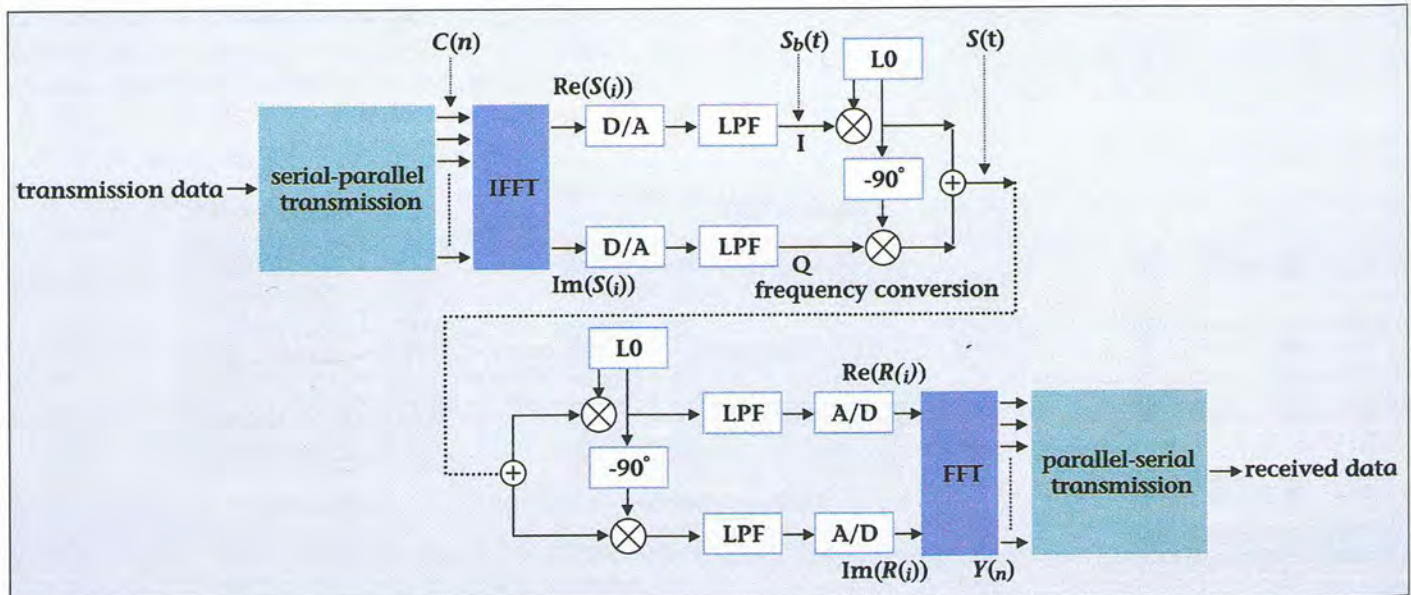 C(n)
S_b(t)
S(t)
L0
Re(S(i))
D/A
LPF
I
transmission data
serial-parallel
transmission
IFFT
-90°
D/A
LPF
Im(S(i))
Q
frequency conversion
L0
Re(R(i))
LPF
A/D
-90°
FFT
parallel-serial
transmission
received data
LPF
A/D
Im(R(i))
Y(n)